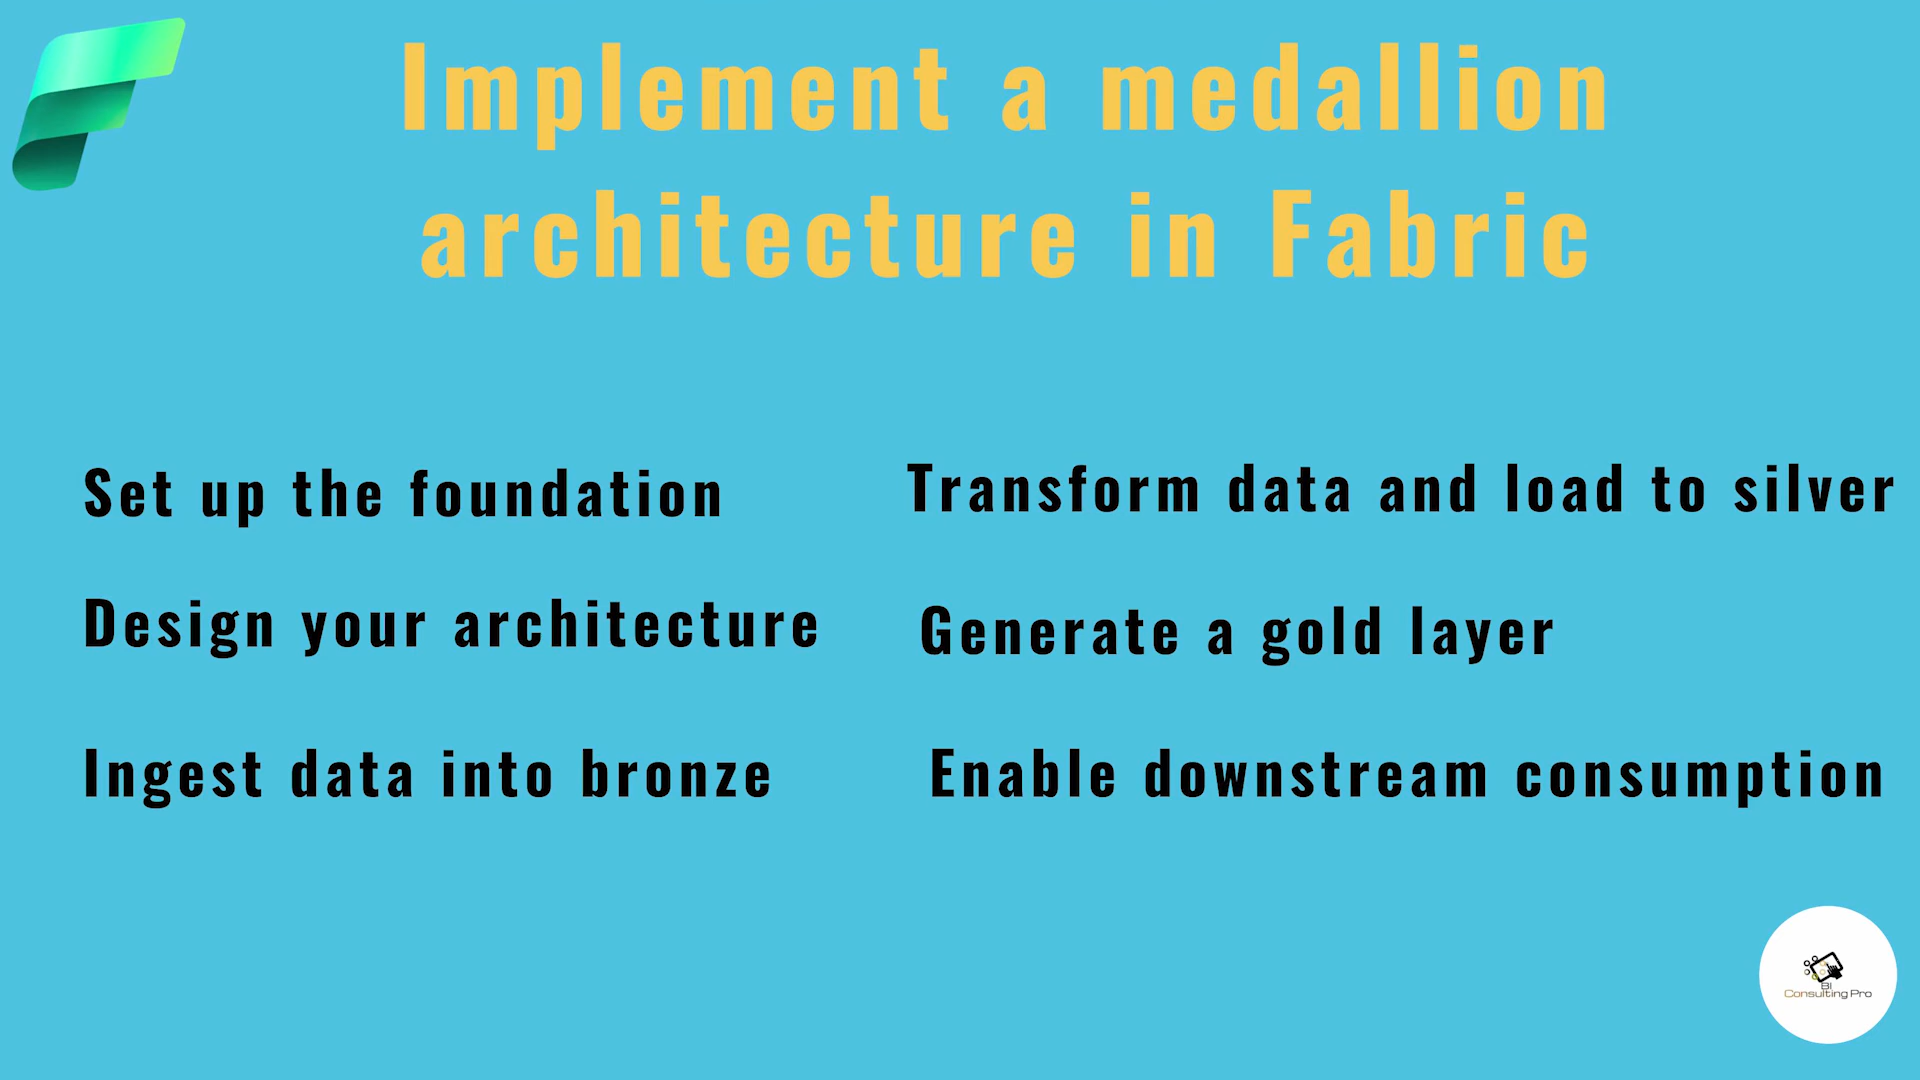 Implement a medallion
architecture in Fabric
Set up the foundation
Design your architecture
Ingest data into bronze
Transform data and load to silver
Generate a gold layer
Enable downstream consumption
BI
Consulting Pro